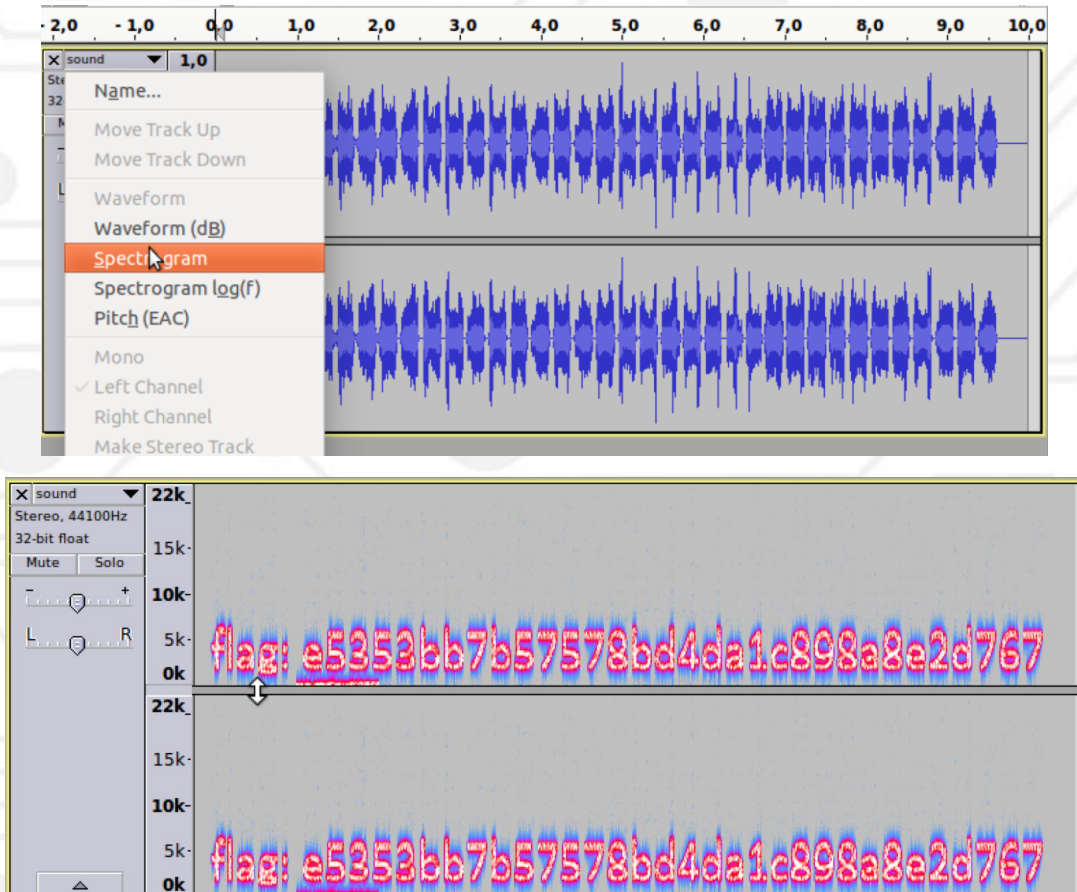 - 2,0 - 1,0 0,0 1,0 2,0 3,0 4,0 5,0 6,0 7,0 8,0 9,0 10,0
sound 1,0
Ste
32-
Name...
Move Track Up
Move Track Down
Waveform
Waveform (dB)
Spectrogram
Spectrogram log(f)
Pitch (EAC)
Mono
Left Channel
Right Channel
Make Stereo Track
sound 22k
Stereo, 44100Hz
32-bit float
Mute Solo
15k
10k
- +
L R
5k
flag: e5353bb7b57578bd4da1c898a8e2d767
0k
22k
15k
10k
5k
flag: e5353bb7b57578bd4da1c898a8e2d767
0k